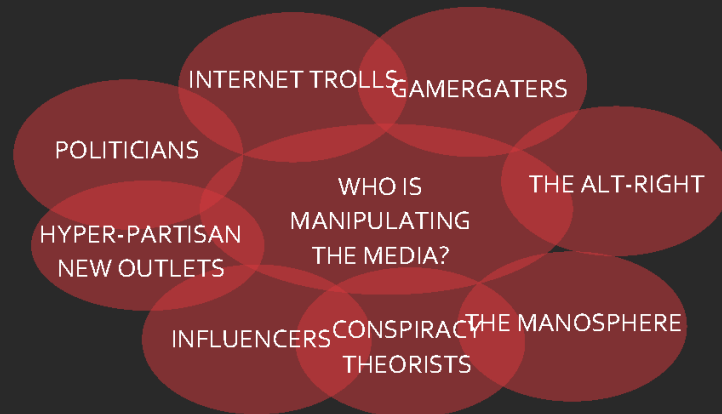 INTERNET TROLLS
GAMERGATERS
POLITICIANS
THE ALT-RIGHT
WHO IS
MANIPULATING
THE MEDIA?
HYPER-PARTISAN
NEW OUTLETS
INFLUENCERS
CONSPIRACY
THEORISTS
THE MANOSPHERE